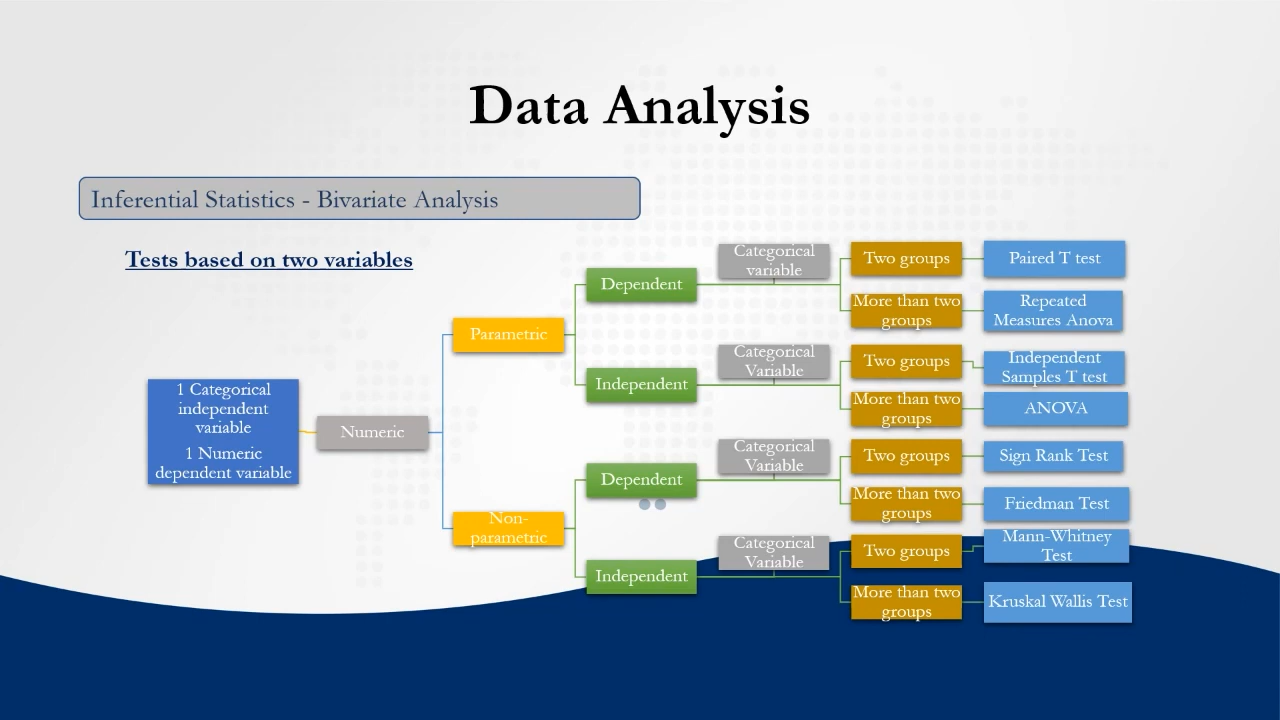 Data Analysis
Inferential Statistics - Bivariate Analysis
Tests based on two variables
1 Categorical
independent
variable
1 Numeric
dependent variable
Numeric
Parametric
Non-
parametric
Dependent
Independent
Dependent
Independent
Categorical
variable
Two groups
Paired T test
More than two
groups
Repeated
Measures Anova
Categorical
Variable
Two groups
Independent
Samples T test
More than two
groups
ANOVA
Categorical
Variable
Two groups
Sign Rank Test
More than two
groups
Friedman Test
Categorical
Variable
Two groups
Mann-Whitney
Test
More than two
groups
Kruskal Wallis Test